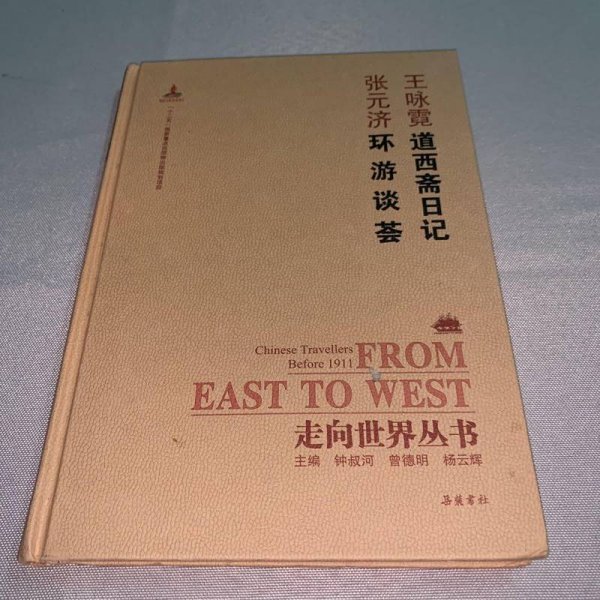 王咏霓 道西斋日记
张元济 环游谈荟
Chinese Travellers
Before 1911
FROM
EAST TO WEST
走向世界丛书
主编 钟叔河 曾德明 杨云辉
岳麓书社